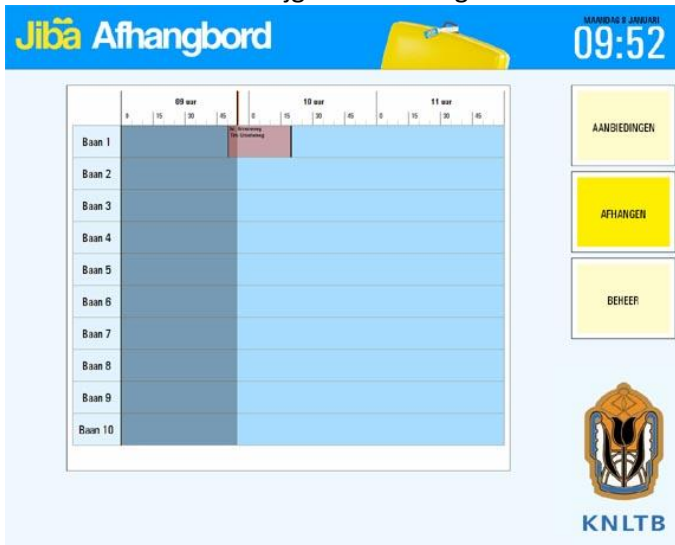 Jiba Afhangbord
MAANDAG 8 JANUARI
09:52
09 uur 10 uur 11 uur
0 15 30 45 0 15 30 45 0 15 30 45
Baan 1
Baan 2
Baan 3
Baan 4
Baan 5
Baan 6
Baan 7
Baan 8
Baan 9
Baan 10
AANBIEDINGEN
AFHANGEN
BEHEER
KNLTB